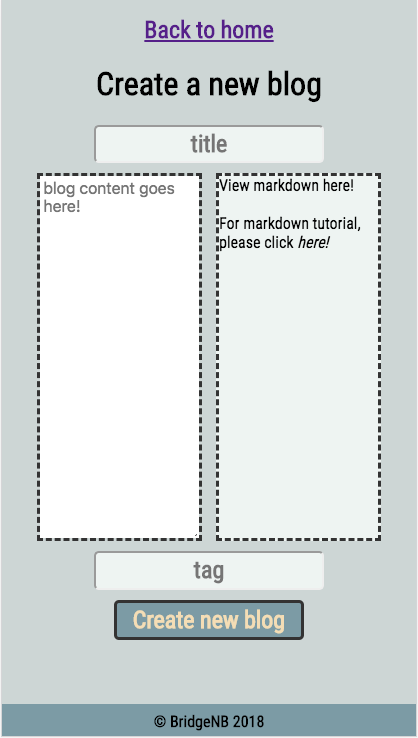 Back to home
Create a new blog
title
blog content goes
here!
View markdown here!
For markdown tutorial,
please click here!
tag
Create new blog
© BridgeNB 2018